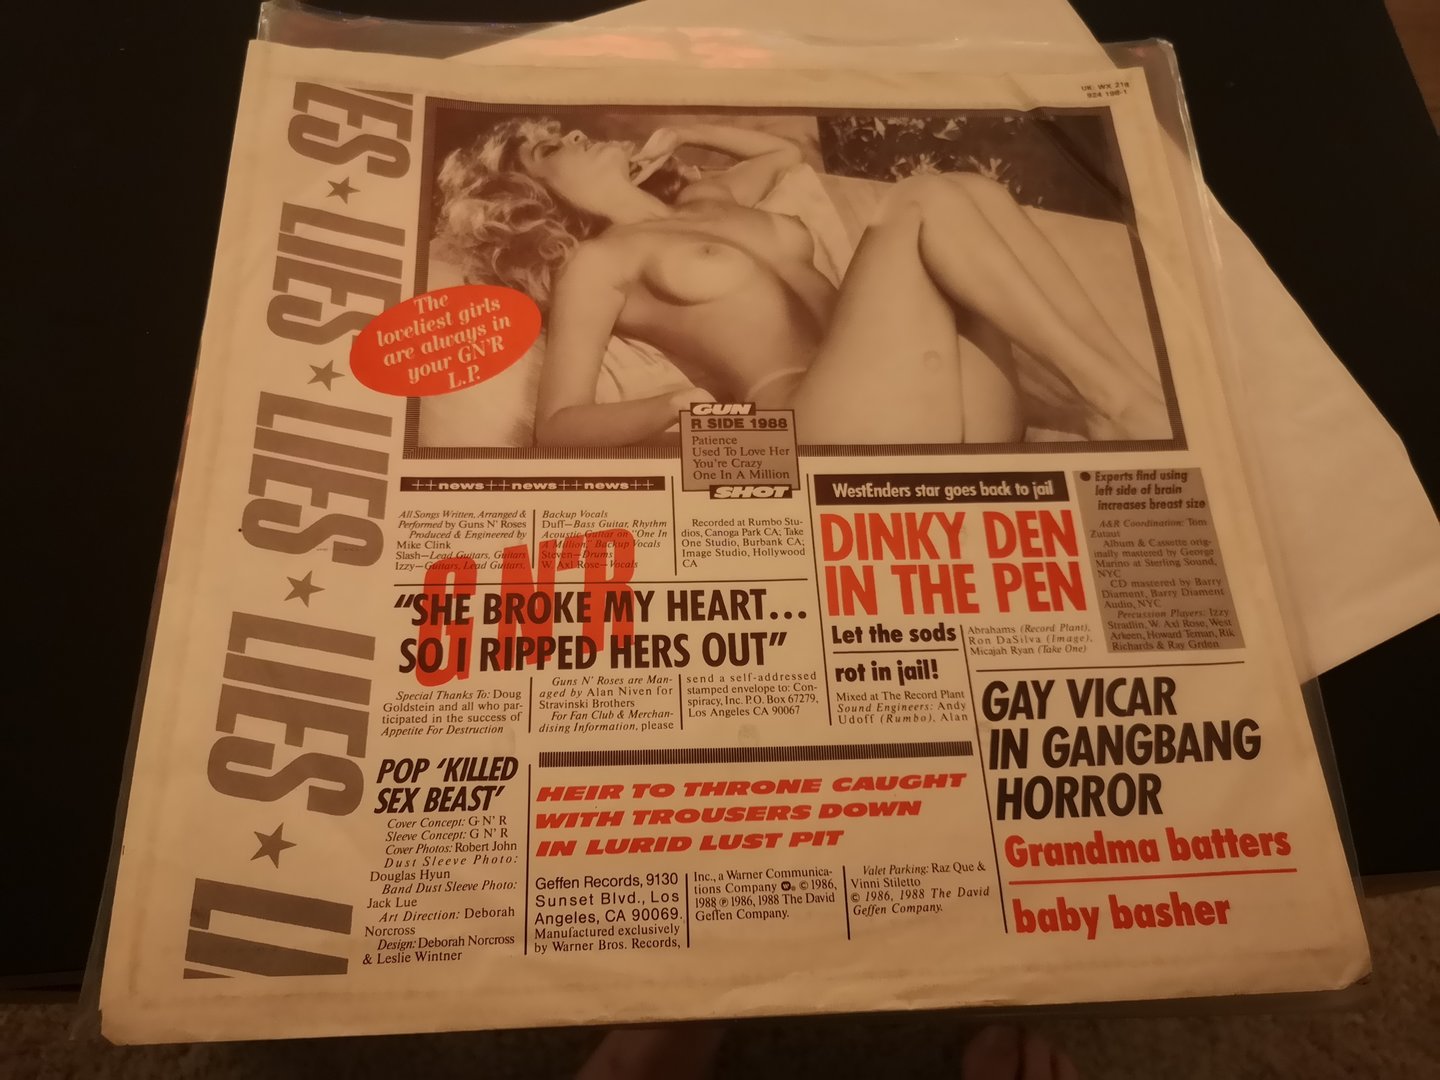 UK: WX 218
924 198-1
IES ★ LIES ★ LIES ★ LIES ★ LI
The
loveliest girls
are always in
your GN'R
L.P.
GUN
R SIDE 1988
Patience
Used To Love Her
You're Crazy
One In A Million
SHOT
++news++news++news++
All Songs Written, Arranged &
Performed by Guns N' Roses
Produced & Engineered by
Mike Clink
Slash—Lead Guitars, Guitars
Izzy—Guitars, Lead Guitars,
Backup Vocals
Duff—Bass Guitar, Rhythm
Acoustic Guitar on "One In
A Million," Backup Vocals
Steven—Drums
W. Axl Rose—Vocals
Recorded at Rumbo Stu-
dios, Canoga Park CA; Take
One Studio, Burbank CA;
Image Studio, Hollywood
CA
GN'R
"SHE BROKE MY HEART...
SO I RIPPED HERS OUT"
Special Thanks To: Doug
Goldstein and all who par-
ticipated in the success of
Appetite For Destruction
Guns N' Roses are Man-
aged by Alan Niven for
Stravinski Brothers
For Fan Club & Merchan-
dising Information, please
send a self-addressed
stamped envelope to: Con-
spiracy, Inc. P.O. Box 67279,
Los Angeles CA 90067
WestEnders star goes back to jail
DINKY DEN
IN THE PEN
Let the sods
rot in jail!
Mixed at The Record Plant
Sound Engineers: Andy
Udoff (Rumbo), Alan
Abrahams (Record Plant),
Ron DaSilva (Image),
Micajah Ryan (Take One)
● Experts find using
left side of brain
increases breast size
A&R Coordination: Tom
Zutaut
Album & Cassette orig-
inally mastered by George
Marino at Sterling Sound,
NYC
CD mastered by Barry
Diament, Barry Diament
Audio, NYC
Percussion Players: Izzy
Stradlin, W. Axl Rose, West
Arkeen, Howard Teman, Rik
Richards & Ray Grden
POP 'KILLED
SEX BEAST'
Cover Concept: G N' R
Sleeve Concept: G N' R
Cover Photos: Robert John
Dust Sleeve Photo:
Douglas Hyun
Band Dust Sleeve Photo:
Jack Lue
Art Direction: Deborah
Norcross
Design: Deborah Norcross
& Leslie Wintner
HEIR TO THRONE CAUGHT
WITH TROUSERS DOWN
IN LURID LUST PIT
Geffen Records, 9130
Sunset Blvd., Los
Angeles, CA 90069.
Manufactured exclusively
by Warner Bros. Records,
Inc., a Warner Communica-
tions Company W. © 1986,
1988 ℗ 1986, 1988 The David
Geffen Company.
Valet Parking: Raz Que &
Vinni Stiletto
© 1986, 1988 The David
Geffen Company.
GAY VICAR
IN GANGBANG
HORROR
Grandma batters
baby basher